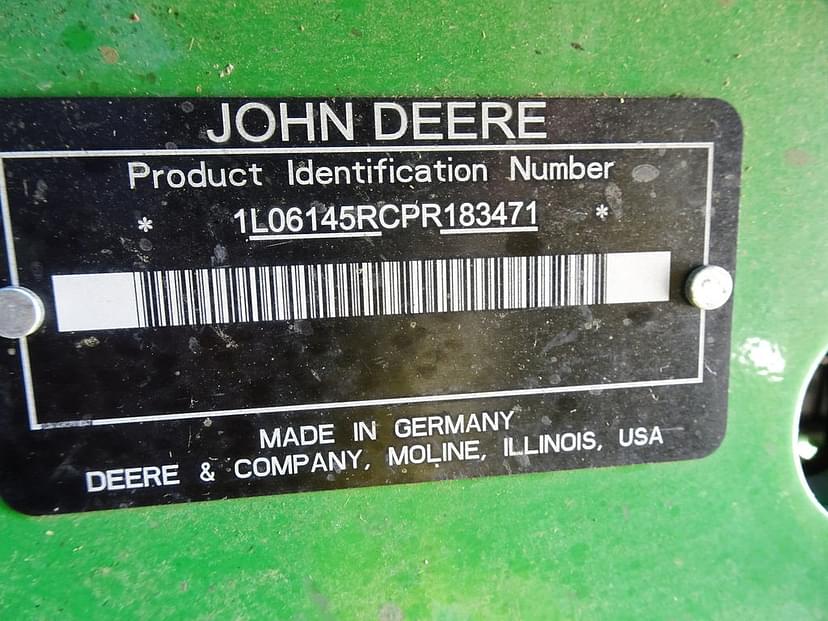 JOHN DEERE
Product Identification Number
* 1L06145RCPR183471 *
MADE IN GERMANY
DEERE & COMPANY, MOLINE, ILLINOIS, USA